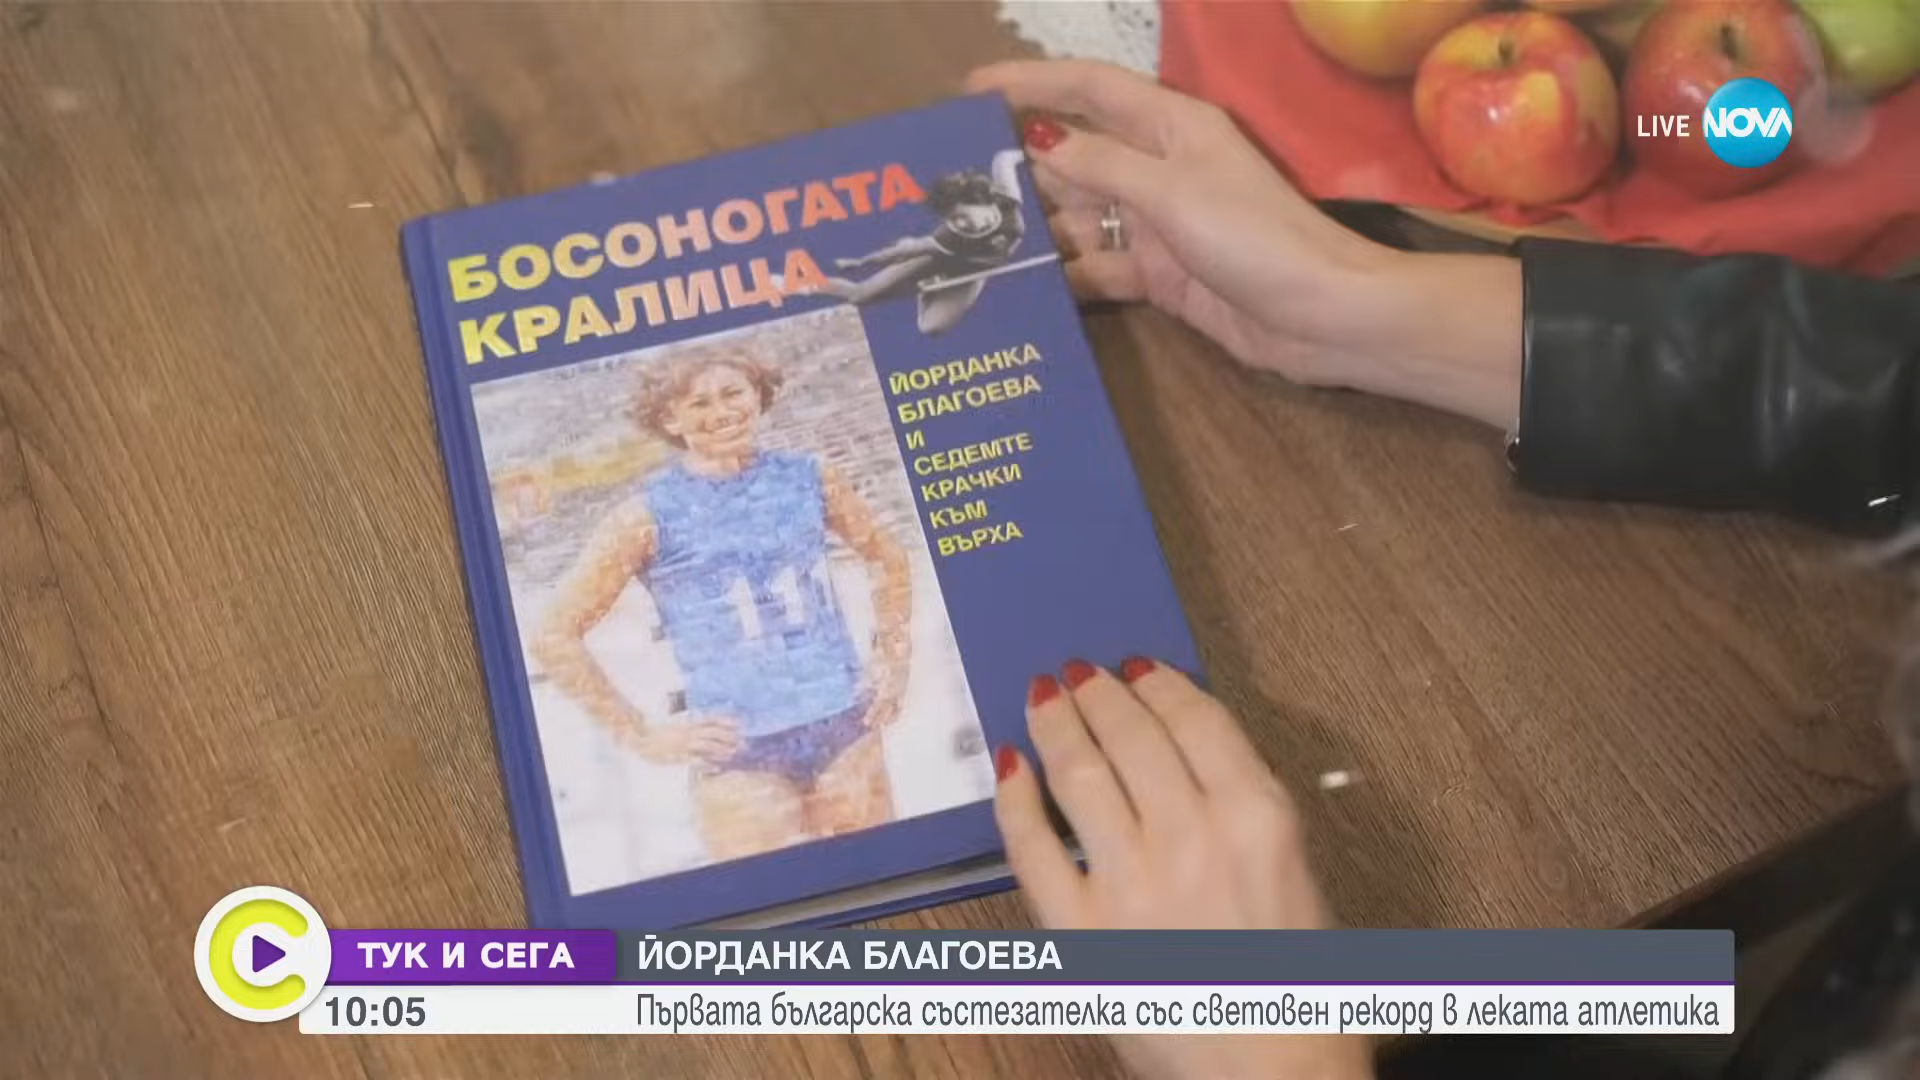 LIVE NOVA
БОСОНОГАТА
КРАЛИЦА
ЙОРДАНКА
БЛАГОЕВА
И
СЕДЕМТЕ
КРАЧКИ
КЪМ
ВЪРХА
11
ТУК И СЕГА
ЙОРДАНКА БЛАГОЕВА
10:05
Първата българска състезателка със световен рекорд в леката атлетика